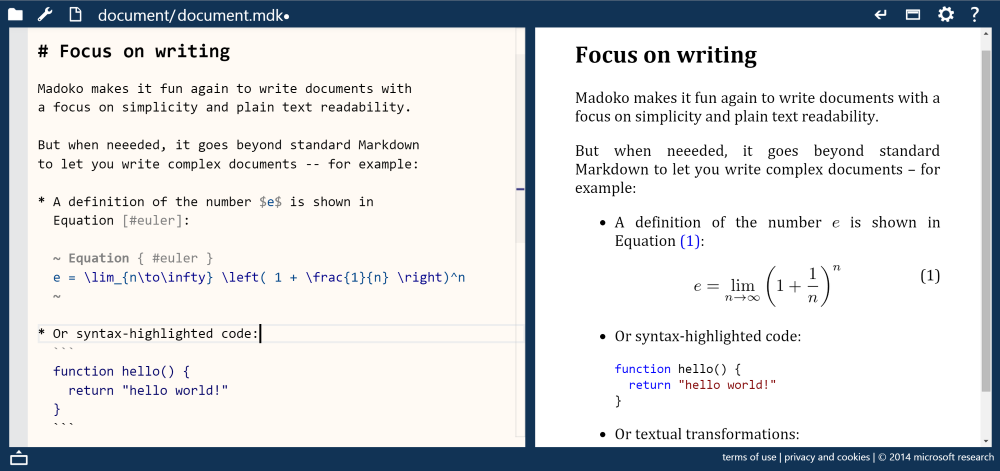 document/document.mdk•
?
# Focus on writing
Madoko makes it fun again to write documents with
a focus on simplicity and plain text readability.
But when neeeded, it goes beyond standard Markdown
to let you write complex documents -- for example:
* A definition of the number $e$ is shown in
Equation [#euler]:
~ Equation { #euler }
e = \lim_{n\to\infty} \left( 1 + \frac{1}{n} \right)^n
~
* Or syntax-highlighted code:
```
function hello() {
return "hello world!"
}
```
Focus on writing
Madoko makes it fun again to write documents with a
focus on simplicity and plain text readability.
But when neeeded, it goes beyond standard
Markdown to let you write complex documents – for
example:
• A definition of the number e is shown in
Equation (1):
e = lim n→∞ (1 + 1/n)^n (1)
• Or syntax-highlighted code:
function hello() {
return "hello world!"
}
• Or textual transformations:
terms of use | privacy and cookies | © 2014 microsoft research